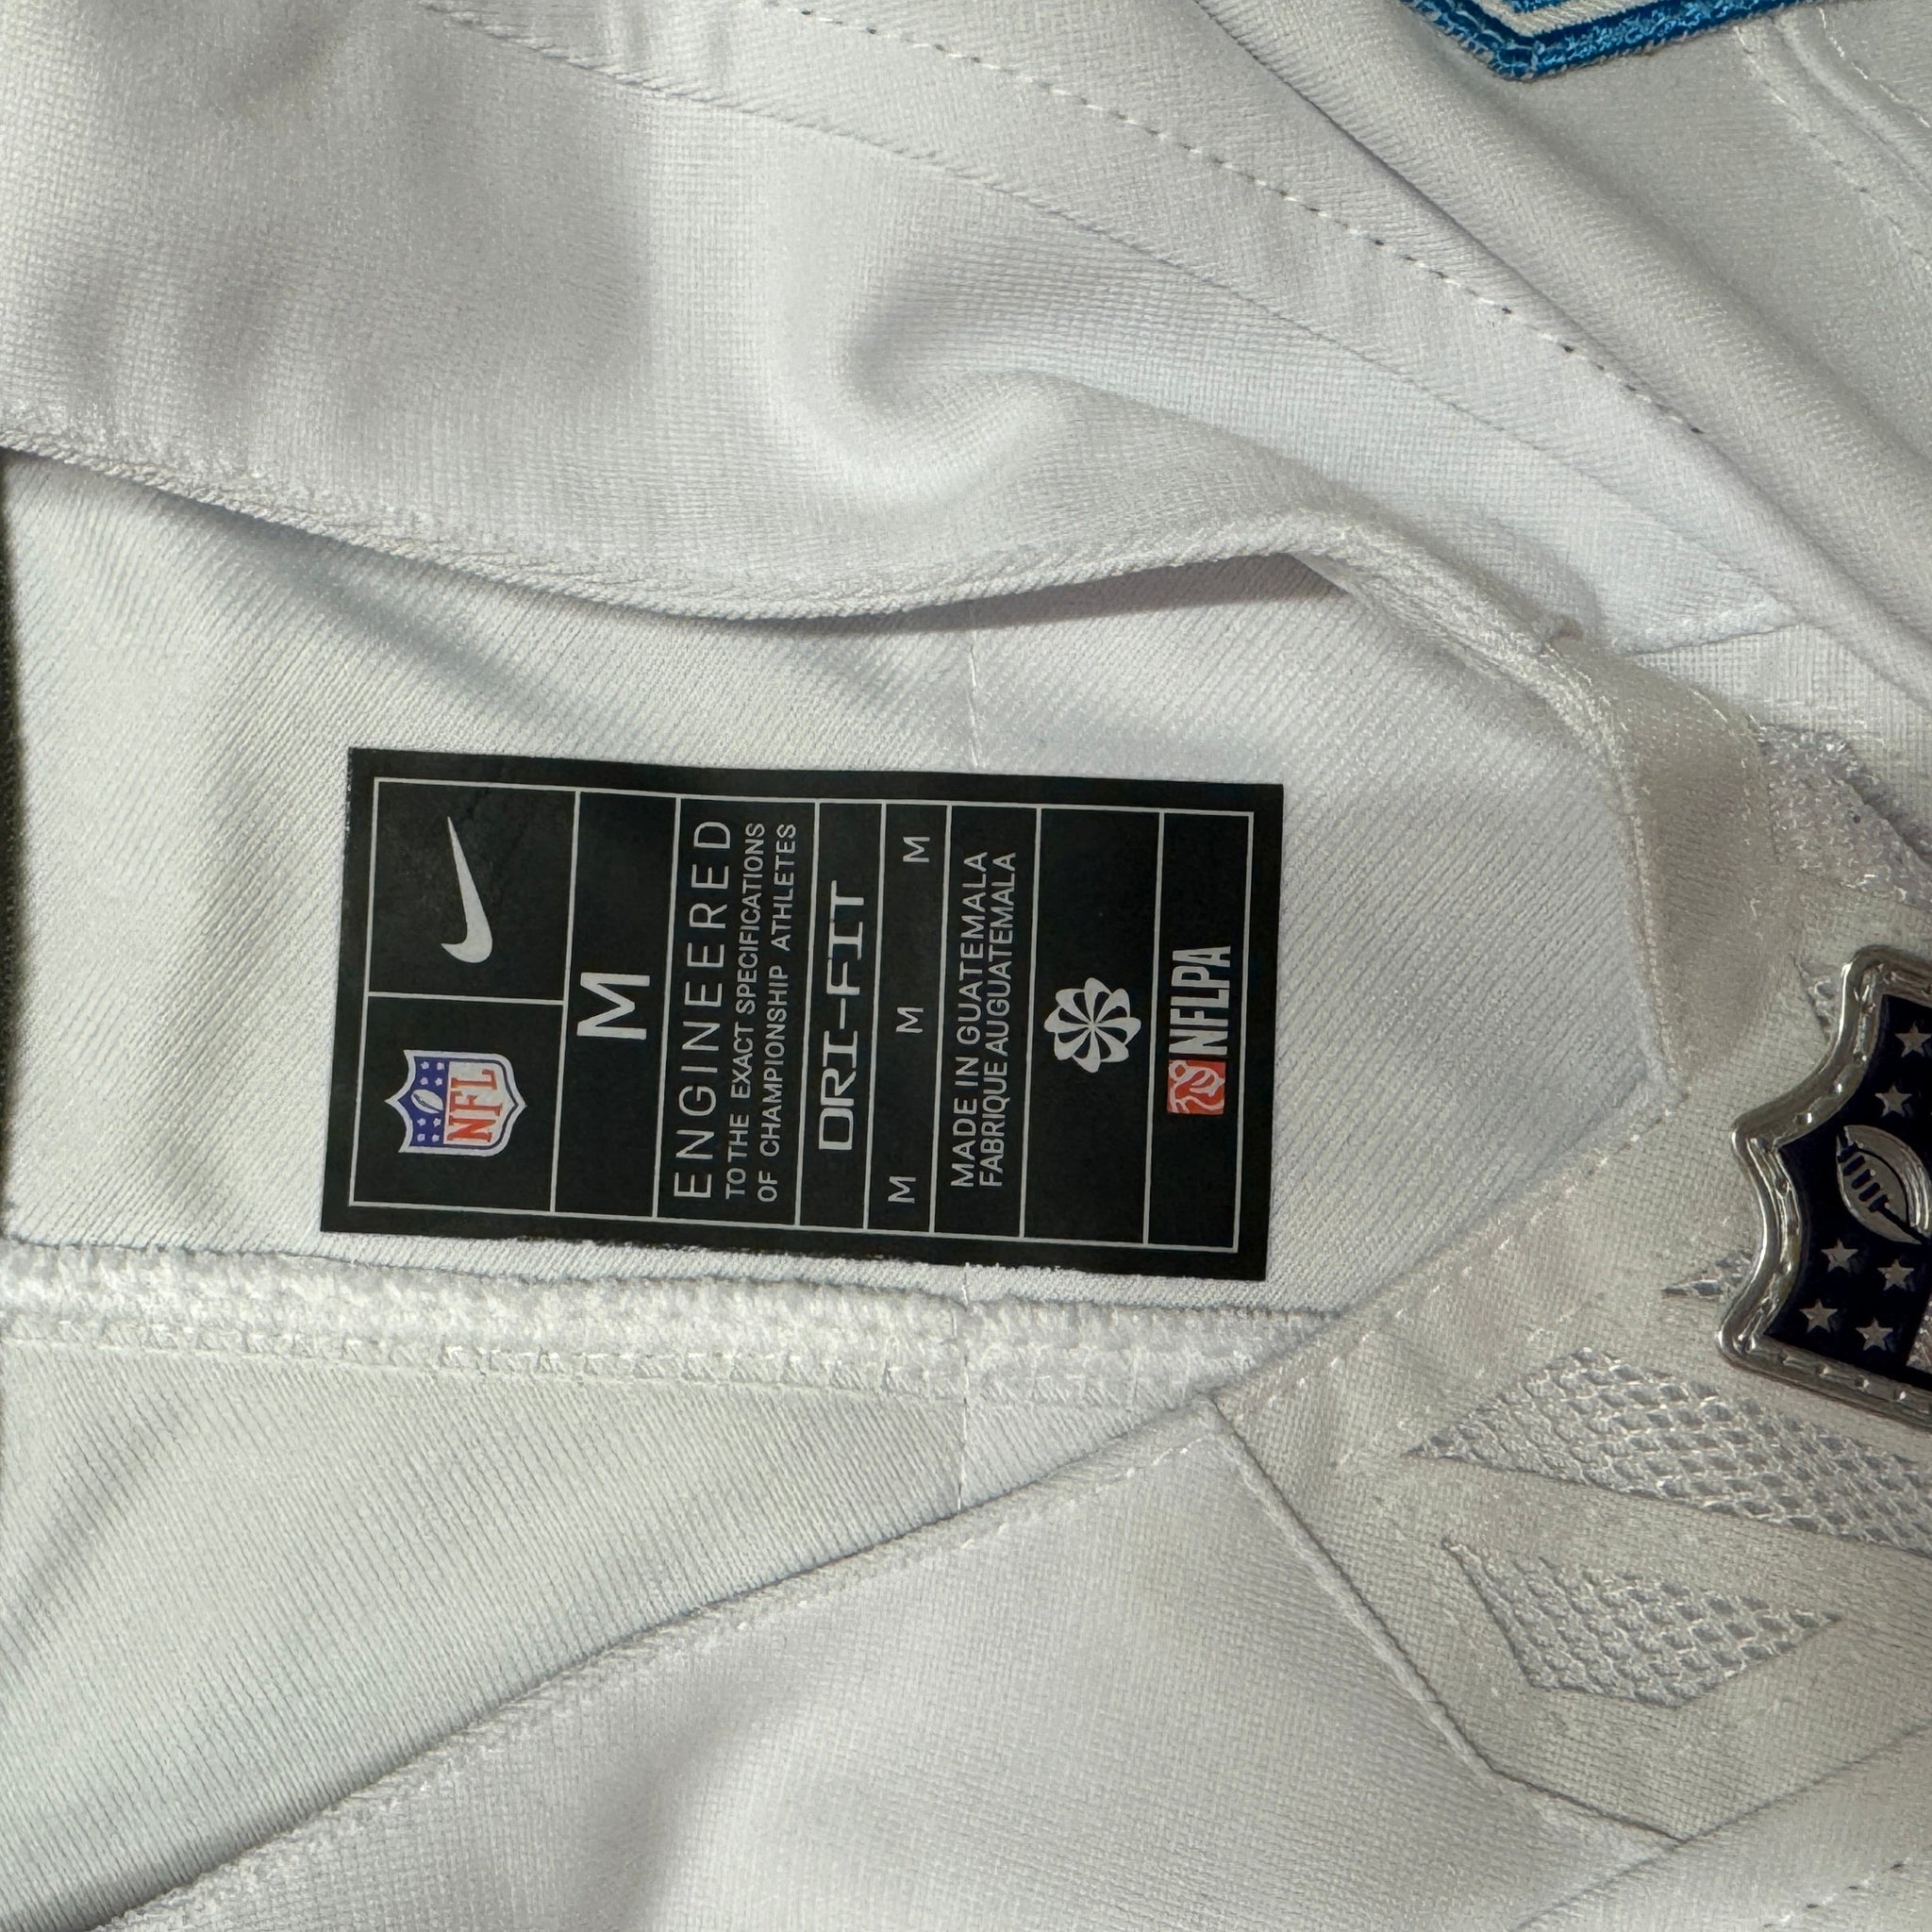 NFL
M
ENGINEERED
TO THE EXACT SPECIFICATIONS
OF CHAMPIONSHIP ATHLETES
DRI-FIT
M M M
MADE IN GUATEMALA
FABRIQUE AUGUATEMALA
NFLPA